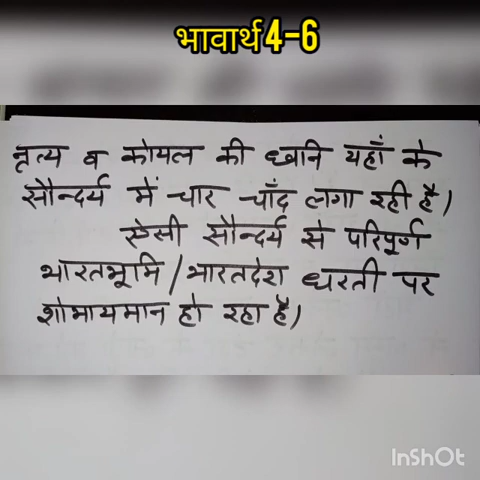 भावार्थ 4-6
नृत्य व कोयल की ध्वनि यहाँ के
सौन्दर्य में चार चाँद लगा रही है।
ऐसी सौन्दर्य से परिपूर्ण
भारतभूमि/भारतदेश धरती पर
शोभायमान हो रहा है।
InShOt